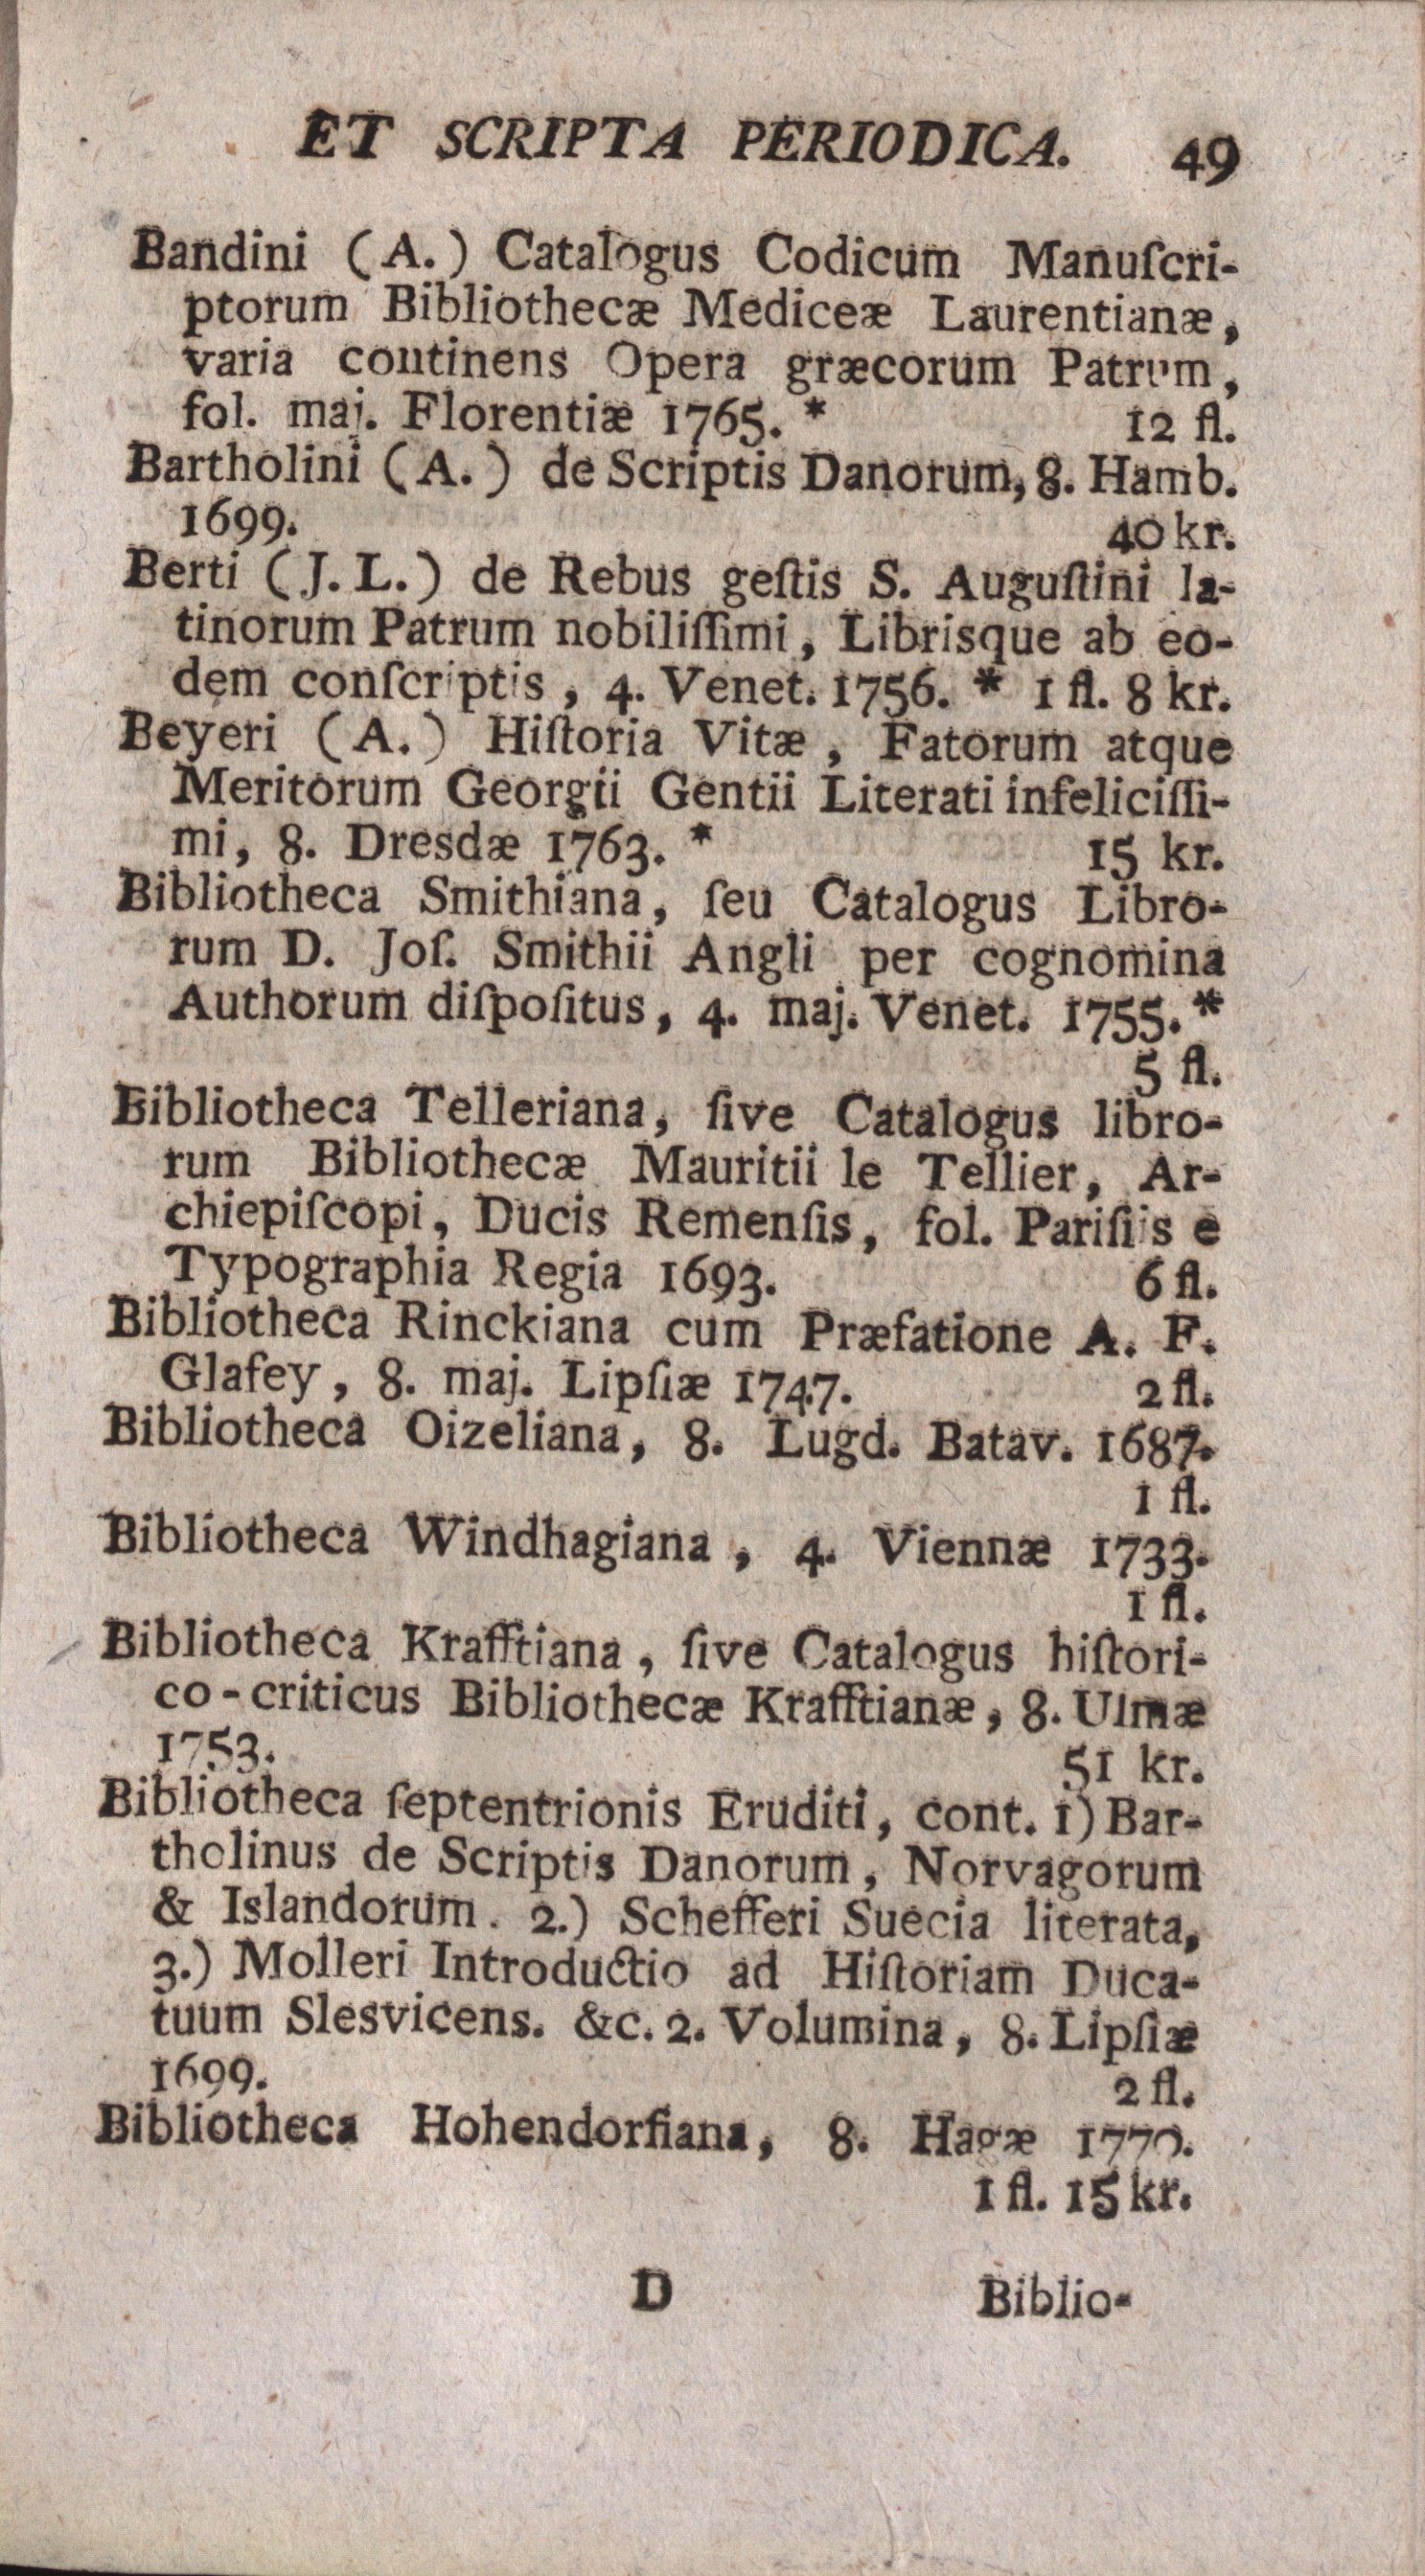 ET SCRIPTA PERIODICA. 49
Bandini (A.) Catalogus Codicum Manuſcri-
ptorum Bibliothecæ Mediceæ Laurentianæ,
varia continens Opera græcorum Patrum,
fol. maj. Florentiæ 1765. * 12 fl.
Bartholini (A.) de Scriptis Danorum, 8. Hamb.
1699. 40 kr.
Berti (J. L.) de Rebus geſtis S. Auguſtini la-
tinorum Patrum nobiliſſimi, Librisque ab eo-
dem conſcriptis, 4. Venet. 1756. * 1 fl. 8 kr.
Beyeri (A.) Hiſtoria Vitæ, Fatorum atque
Meritorum Georgii Gentii Literati infeliciſſi-
mi, 8. Dresdæ 1763. * 15 kr.
Bibliotheca Smithiana, ſeu Catalogus Libro-
rum D. Joſ. Smithii Angli per cognomina
Authorum diſpoſitus, 4. maj. Venet. 1755. *
5 fl.
Bibliotheca Telleriana, ſive Catalogus libro-
rum Bibliothecæ Mauritii le Tellier, Ar-
chiepiſcopi, Ducis Remenſis, fol. Pariſiis e
Typographia Regia 1693. 6 fl.
Bibliotheca Rinckiana cum Præfatione A. F.
Glafey, 8. maj. Lipſiæ 1747. 2 fl.
Bibliotheca Oizeliana, 8. Lugd. Batav. 1687.
1 fl.
Bibliotheca Windhagiana, 4. Viennæ 1733.
1 fl.
Bibliotheca Krafftiana, ſive Catalogus hiſtori-
co-criticus Bibliothecæ Krafftianæ, 8. Ulmæ
1753. 51 kr.
Bibliotheca ſeptentrionis Eruditi, cont. 1) Bar-
tholinus de Scriptis Danorum, Norvagorum
& Islandorum. 2.) Schefferi Suecia literata,
3.) Molleri Introductio ad Hiſtoriam Duca-
tuum Slesvicens. &c. 2. Volumina, 8. Lipſiæ
1699. 2 fl.
Bibliotheca Hohendorfiana, 8. Hagæ 1770.
1 fl. 15 kr.
D Biblio-